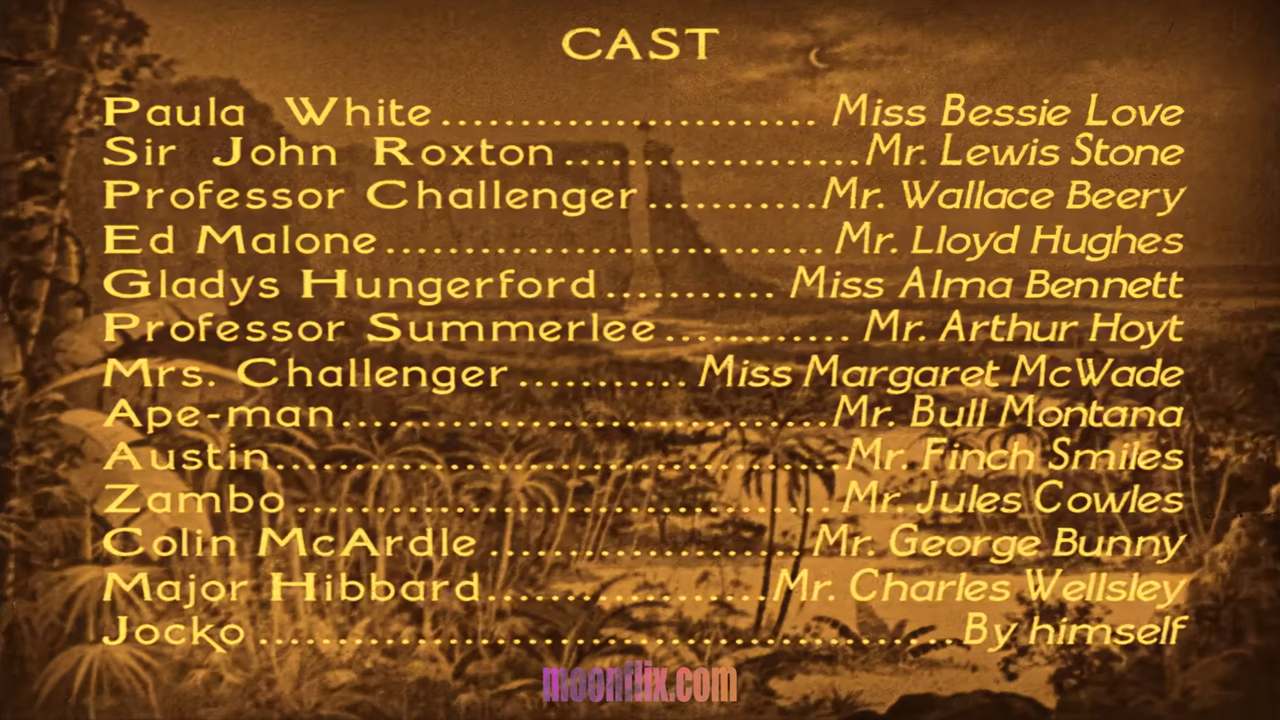 CAST
Paula White........................ Miss Bessie Love
Sir John Roxton...................Mr. Lewis Stone
Professor Challenger...........Mr. Wallace Beery
Ed Malone............................ Mr. Lloyd Hughes
Gladys Hungerford........... Miss Alma Bennett
Professor Summerlee............ Mr. Arthur Hoyt
Mrs. Challenger........... Miss Margaret McWade
Ape-man...............................Mr. Bull Montana
Austin....................................Mr. Finch Smiles
Zambo.................................. Mr. Jules Cowles
Colin McArdle....................Mr. George Bunny
Major Hibbard..................Mr. Charles Wellsley
Jocko.............................................By himself
moonflix.com